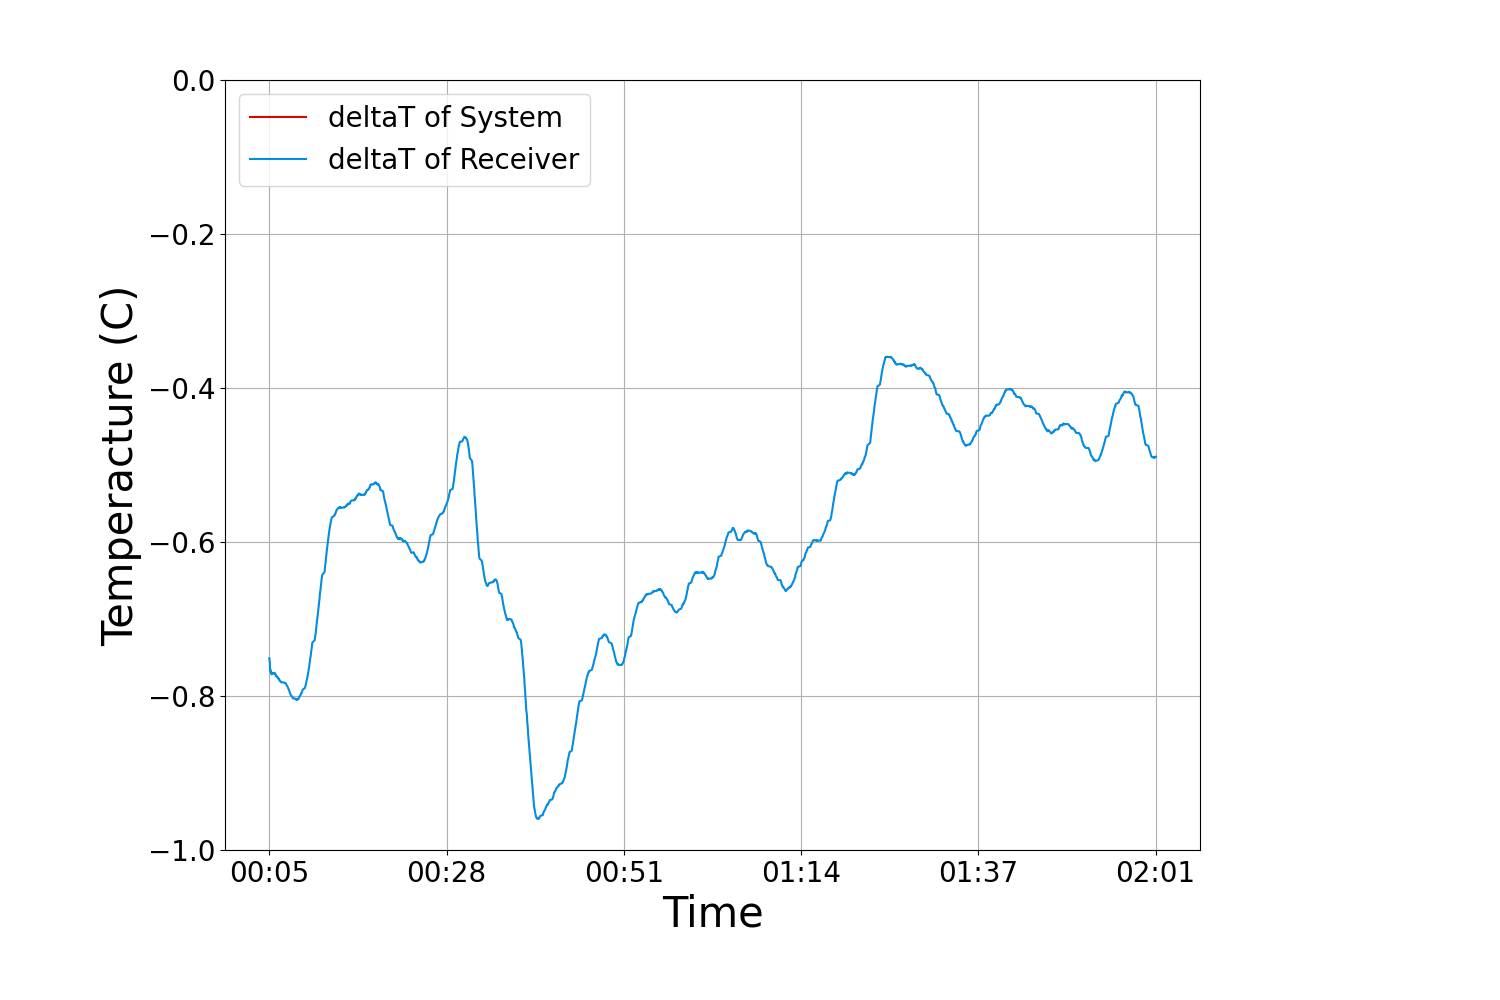 deltaT of System
deltaT of Receiver
0.0
−0.2
−0.4
−0.6
−0.8
−1.0
Temperacture (C)
00:05 00:28 00:51 01:14 01:37 02:01
Time